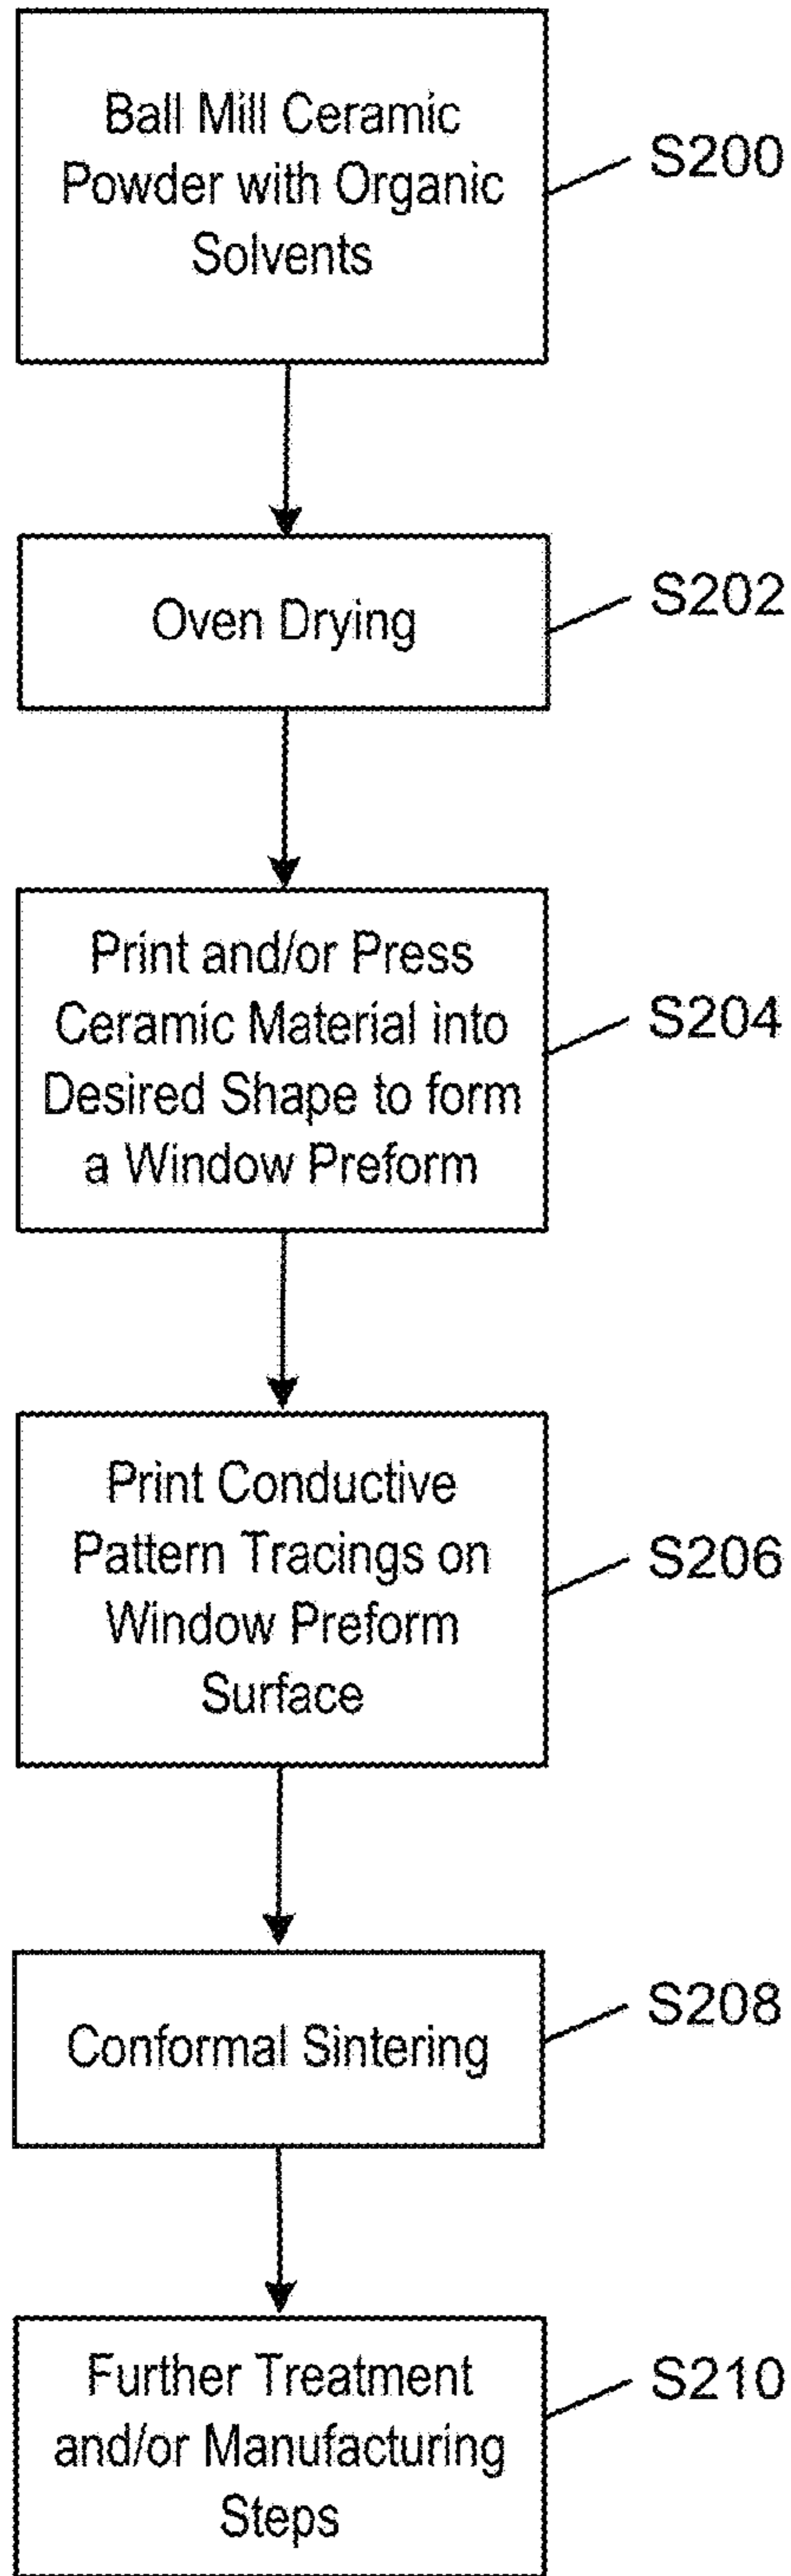 Ball Mill Ceramic
Powder with Organic
Solvents
S200
Oven Drying
S202
Print and/or Press
Ceramic Material into
Desired Shape to form
a Window Preform
S204
Print Conductive
Pattern Tracings on
Window Preform
Surface
S206
Conformal Sintering
S208
Further Treatment
and/or Manufacturing
Steps
S210